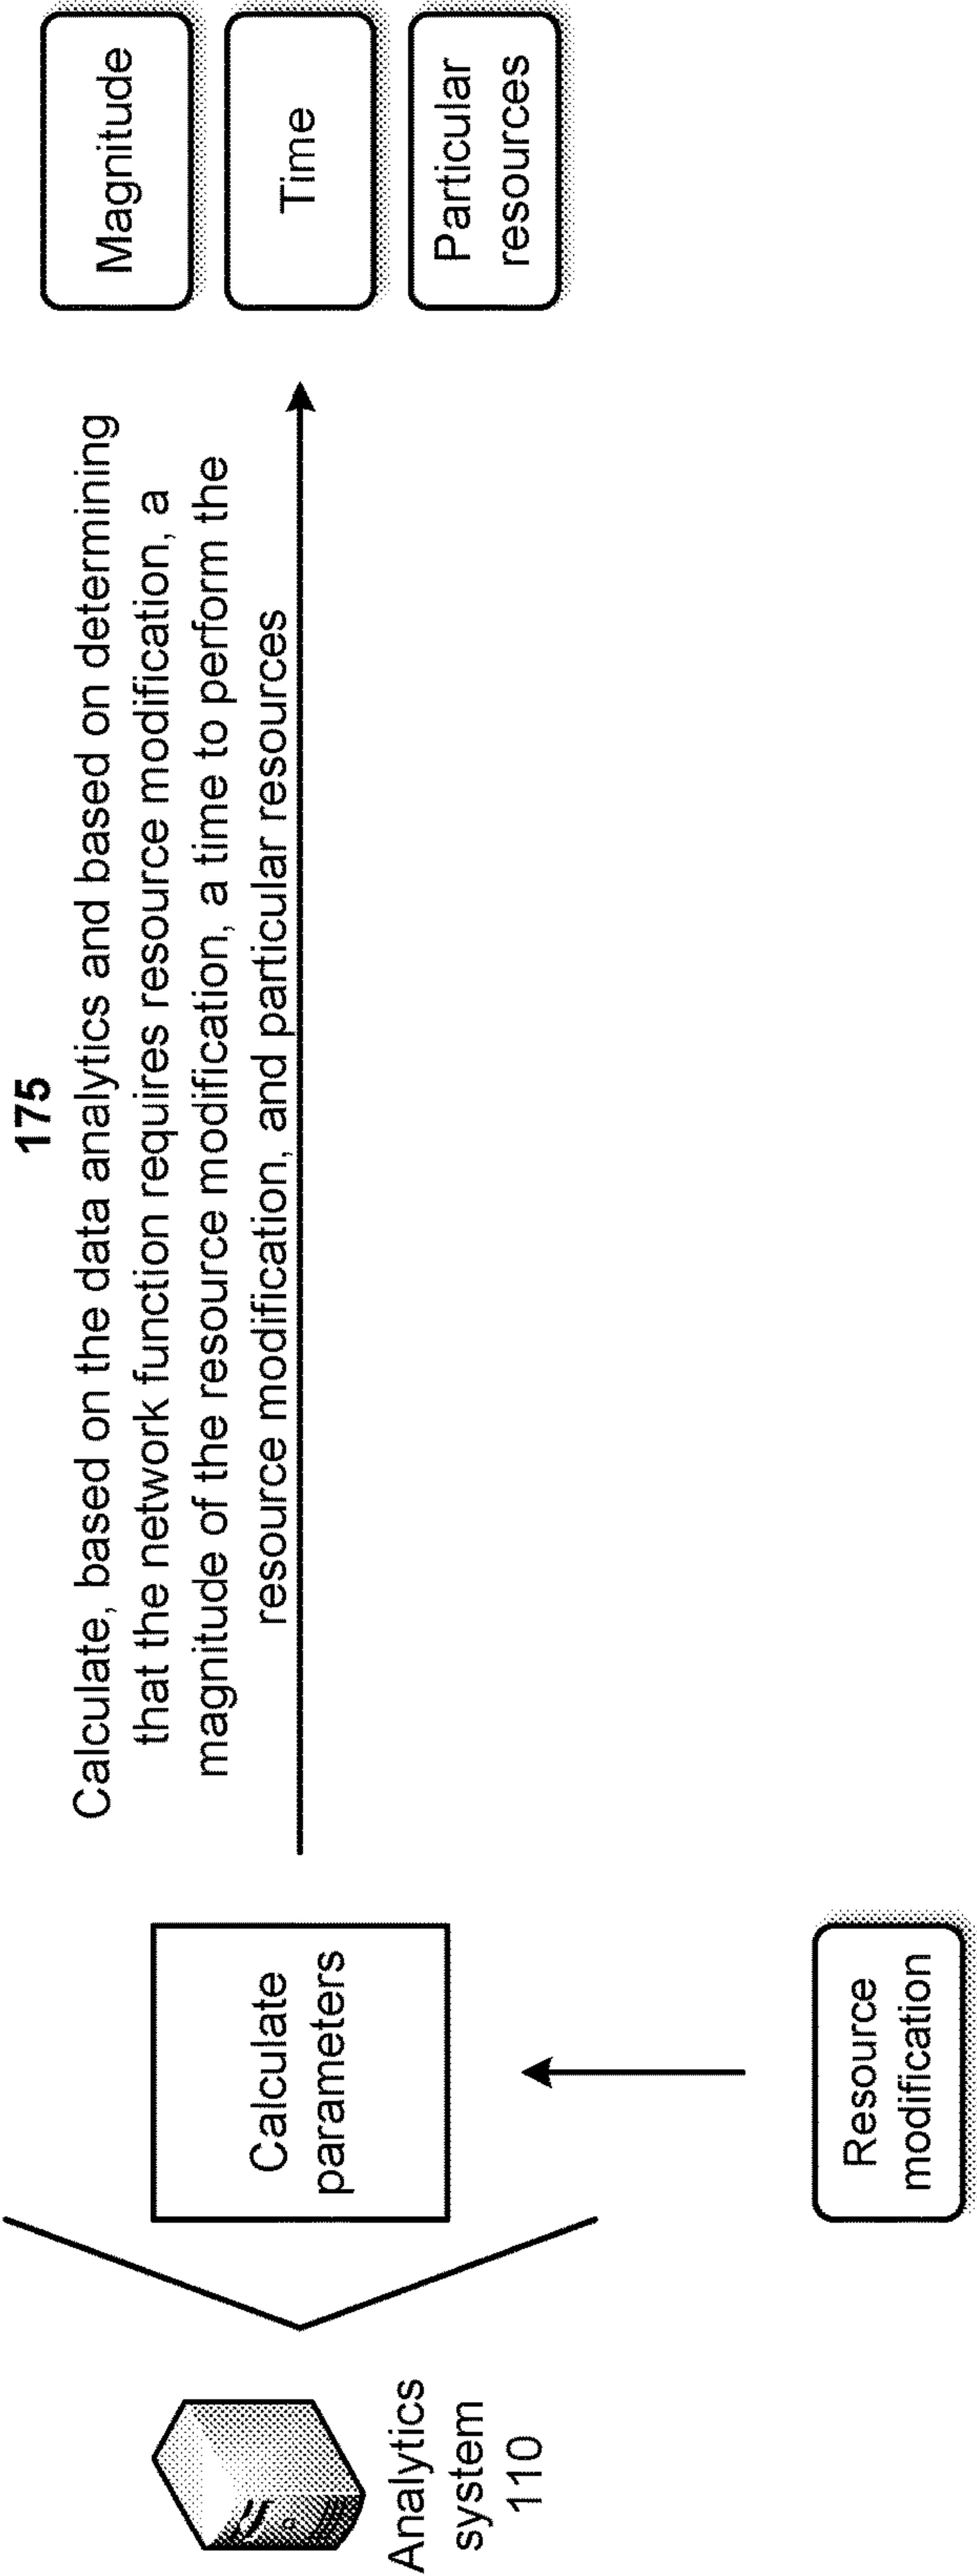 175
Calculate, based on the data analytics and based on determining
that the network function requires resource modification, a
magnitude of the resource modification, a time to perform the
resource modification, and particular resources
Analytics
system
110
Calculate
parameters
Resource
modification
Magnitude
Time
Particular
resources